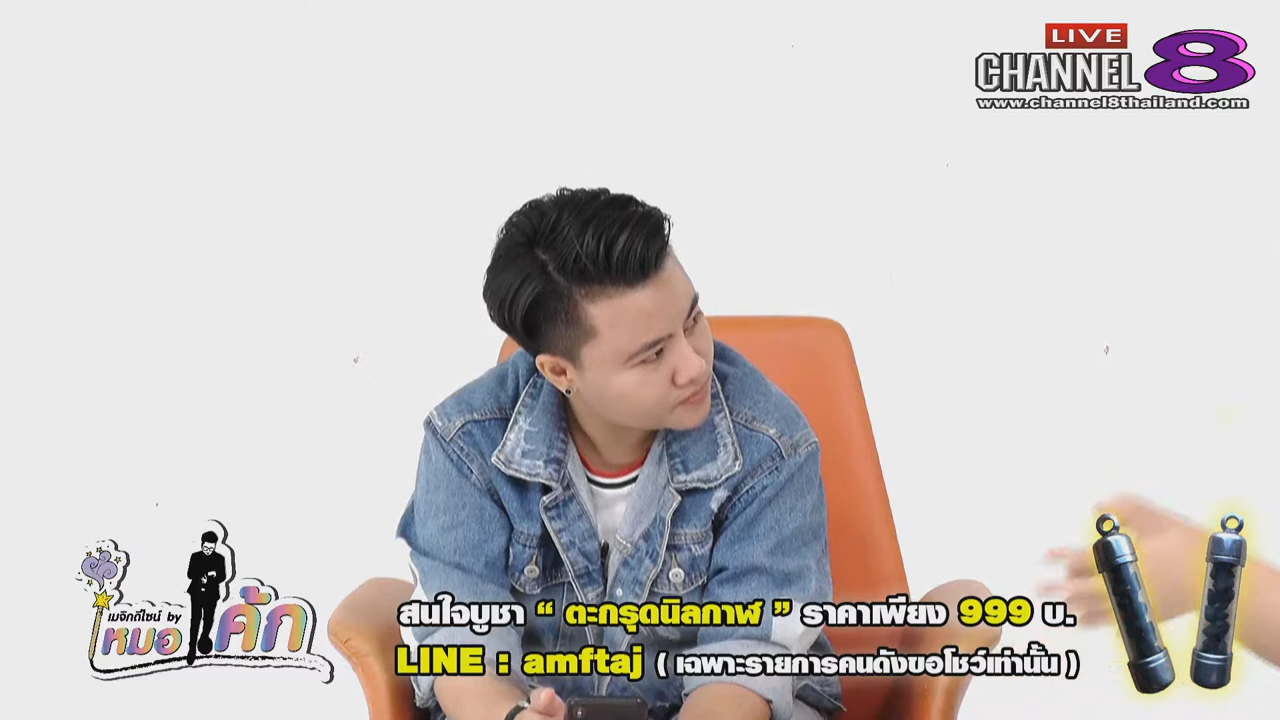 LIVE
CHANNEL 8
www.channel8thailand.com
เมจิกดีไซน์ by
หมอ ค้ก
สนใจบูชา “ ตะกรุดนิลกาฬ ” ราคาเพียง 999 บ.
LINE : amftaj ( เฉพาะรายการคนดังขอโชว์เท่านั้น )